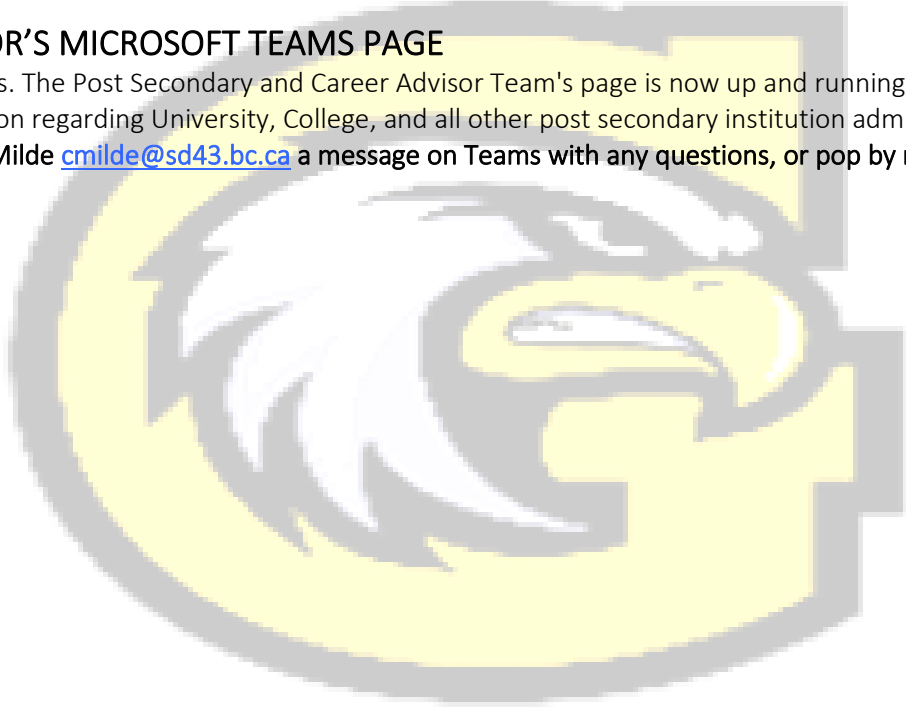 OR’S MICROSOFT TEAMS PAGE
s. The Post Secondary and Career Advisor Team's page is now up and running
on regarding University, College, and all other post secondary institution adm
Milde cmilde@sd43.bc.ca a message on Teams with any questions, or pop by